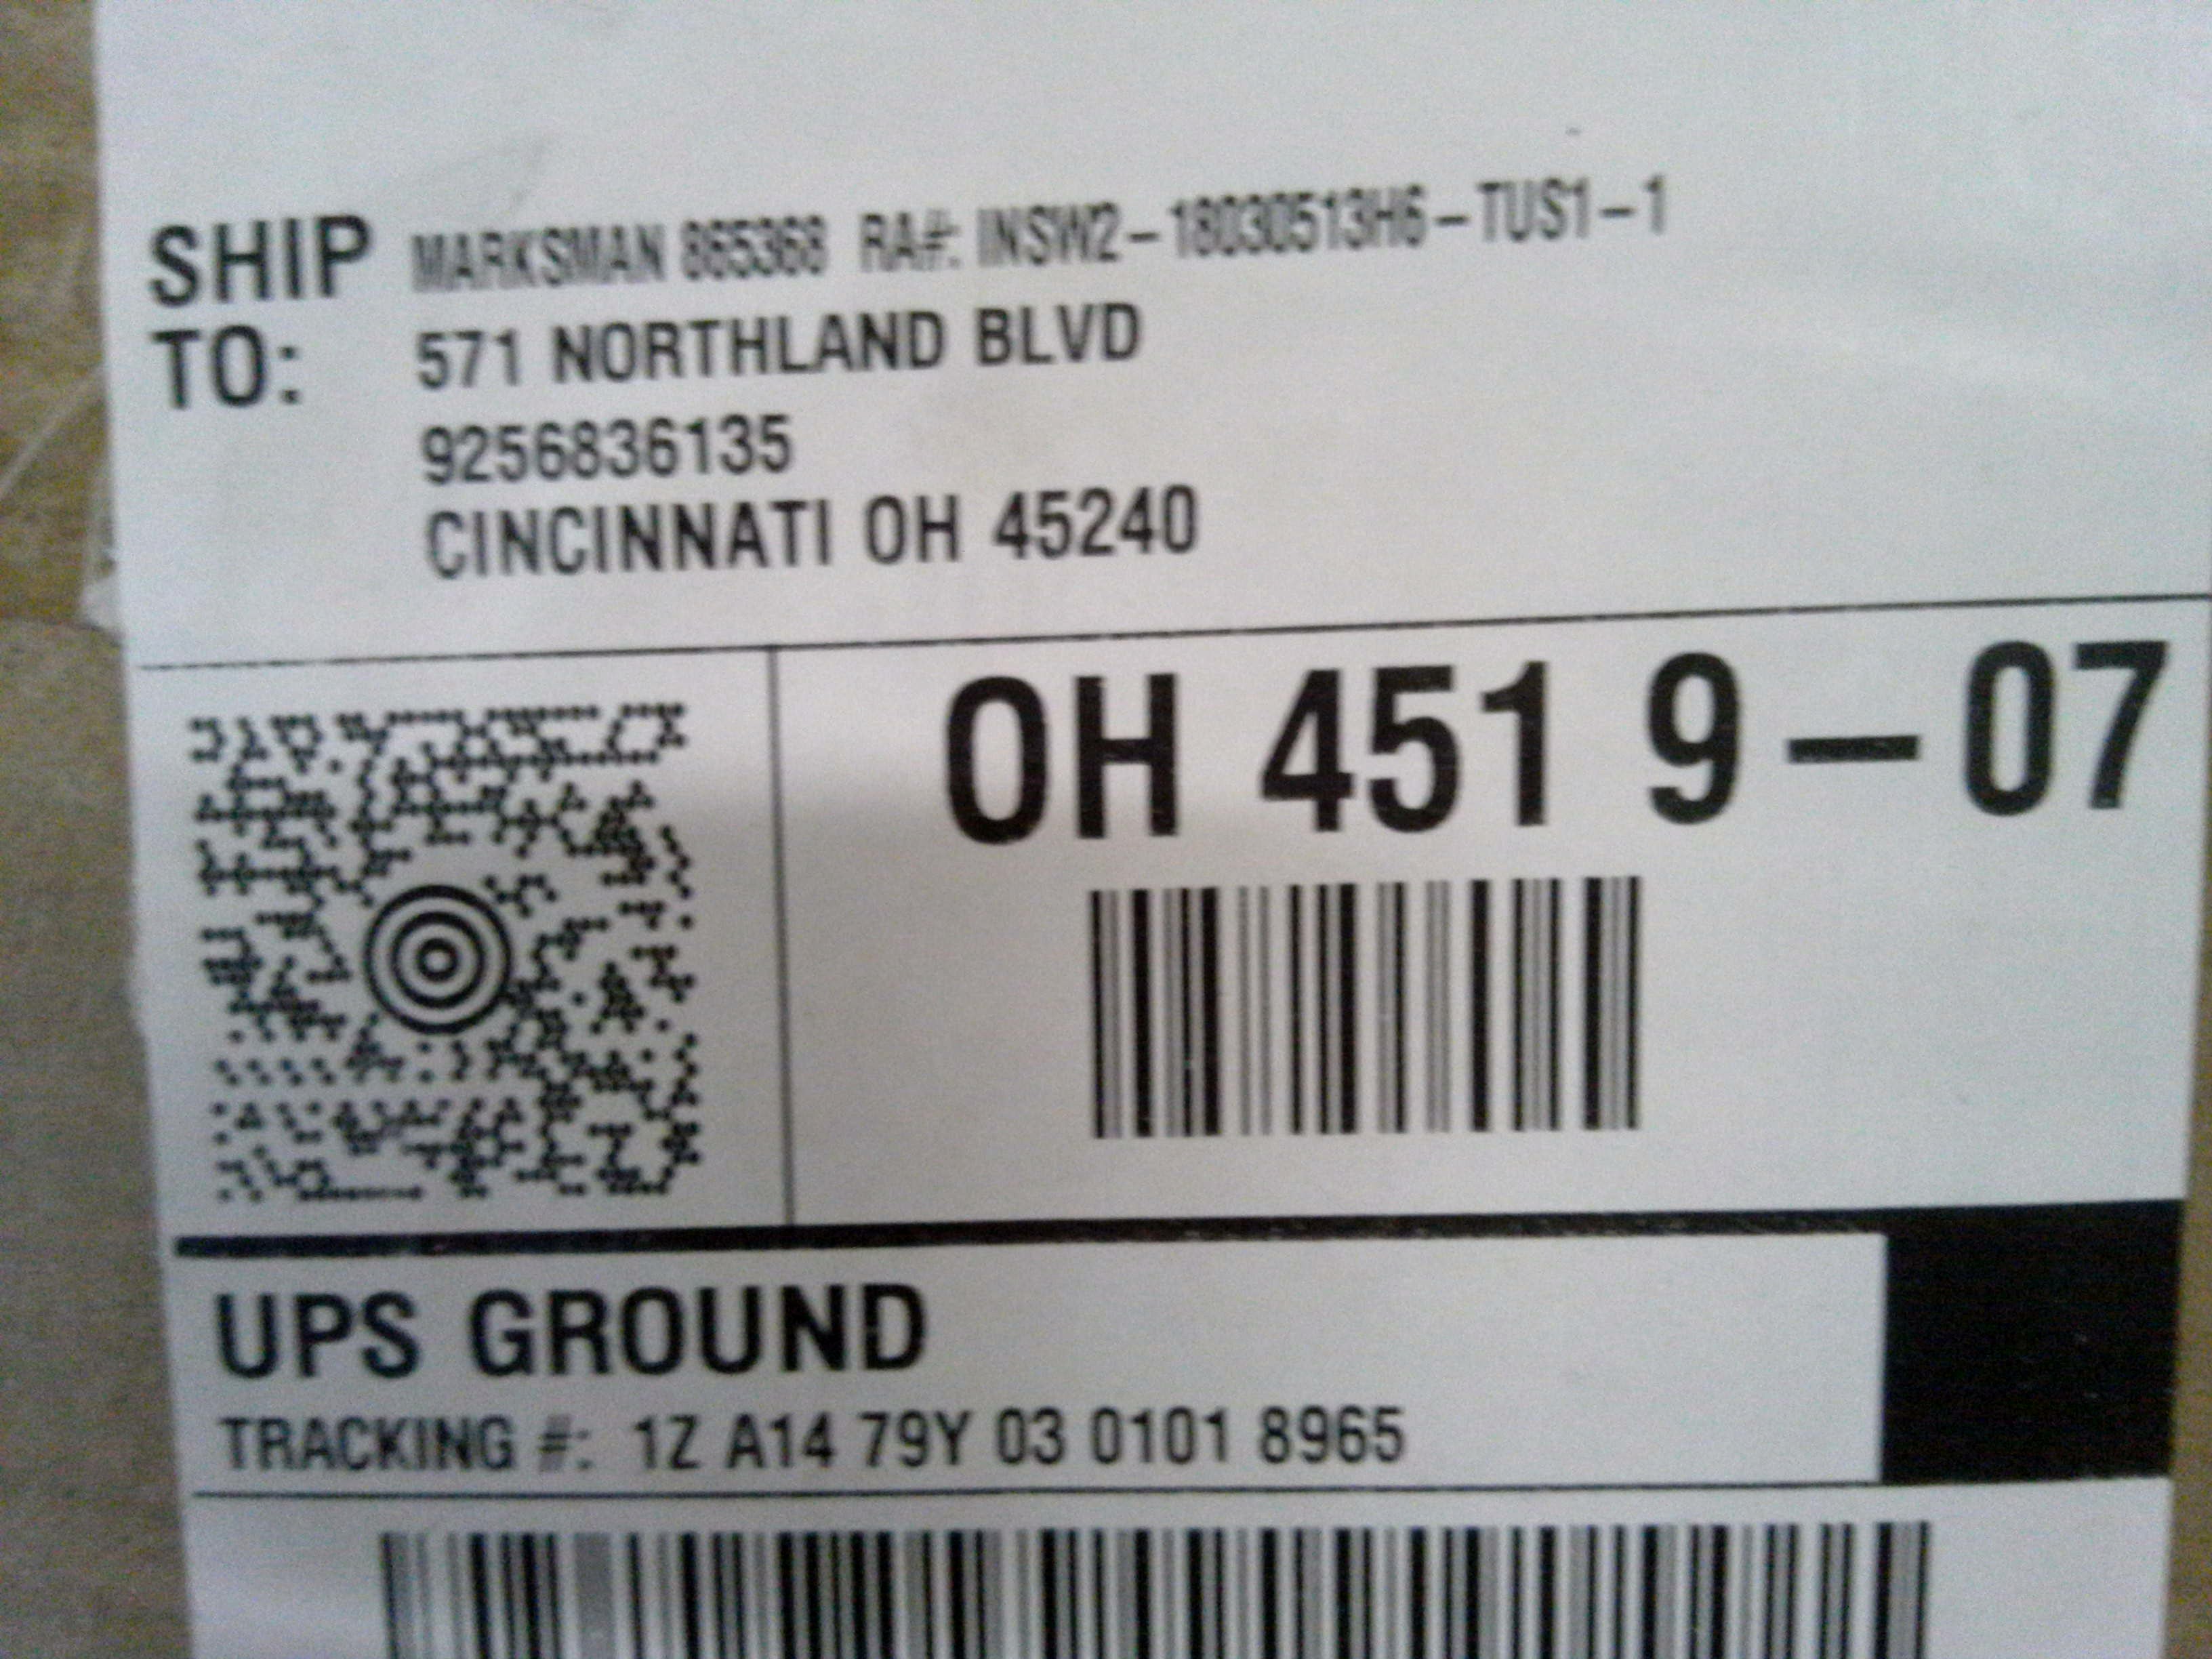 SHIP TO:
MARKSMAN 865368 RA#: INSW2-18030513H6-TUS1-1
571 NORTHLAND BLVD
9256836135
CINCINNATI OH 45240
OH 451 9-07
UPS GROUND
TRACKING #: 1Z A14 79Y 03 0101 8965